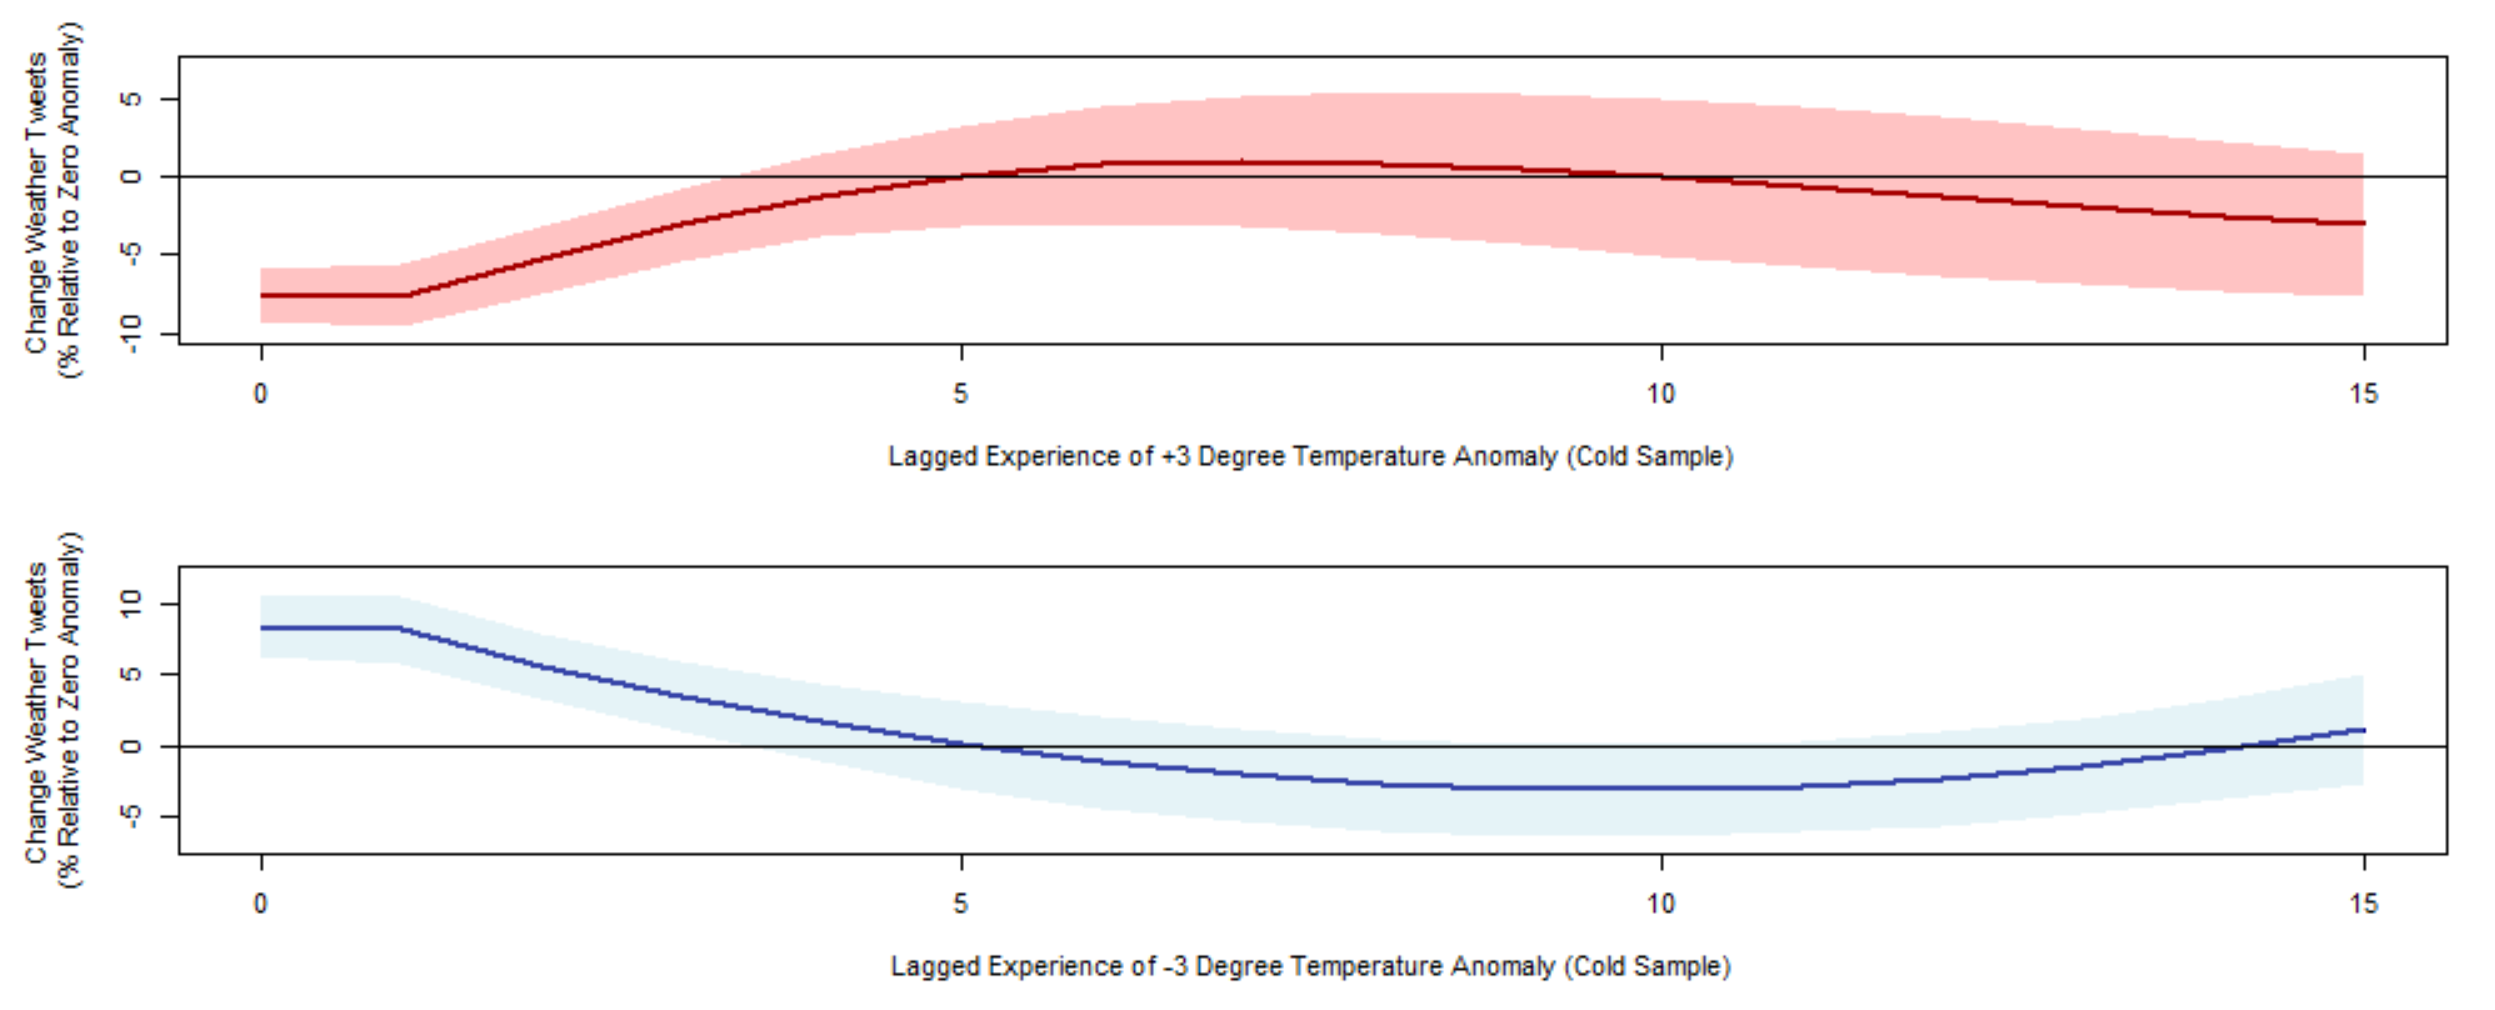 Change Weather Tweets
(% Relative to Zero Anomaly)
5
0
-5
-10
0 5 10 15
Lagged Experience of +3 Degree Temperature Anomaly (Cold Sample)
Change Weather Tweets
(% Relative to Zero Anomaly)
10
5
0
-5
0 5 10 15
Lagged Experience of -3 Degree Temperature Anomaly (Cold Sample)